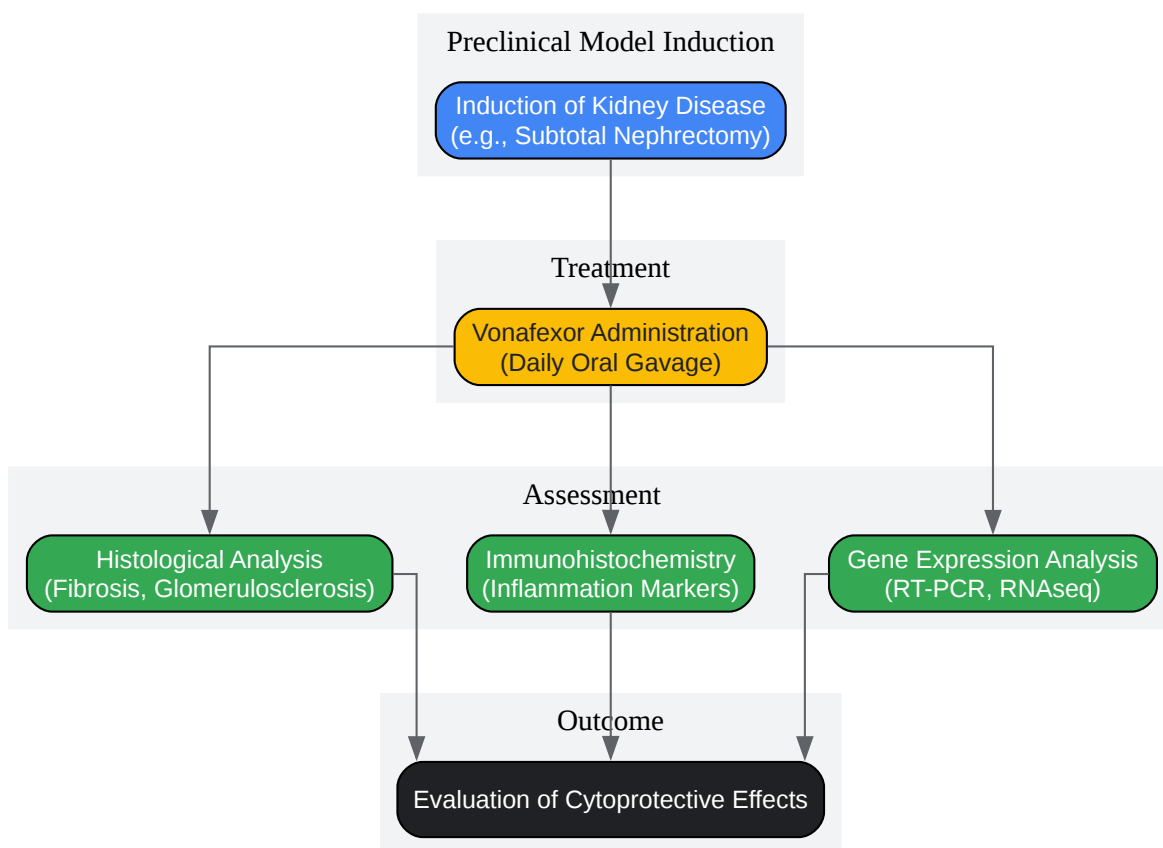 Preclinical Model Induction
Induction of Kidney Disease
(e.g., Subtotal Nephrectomy)
Treatment
Vonafexor Administration
(Daily Oral Gavage)
Assessment
Histological Analysis
(Fibrosis, Glomerulosclerosis)
Immunohistochemistry
(Inflammation Markers)
Gene Expression Analysis
(RT-PCR, RNAseq)
Outcome
Evaluation of Cytoprotective Effects